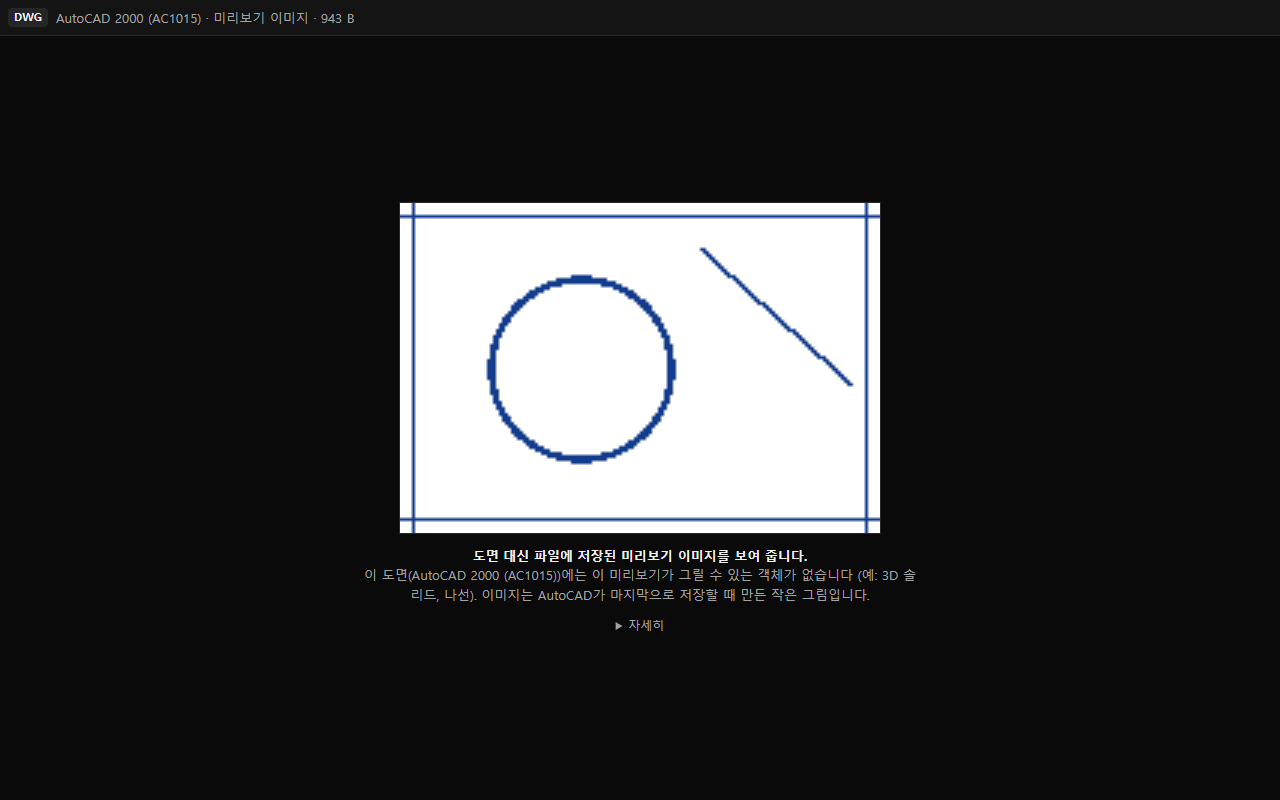 DWG AutoCAD 2000 (AC1015) · 미리보기 이미지 · 943 B
도면 대신 파일에 저장된 미리보기 이미지를 보여 줍니다.
이 도면(AutoCAD 2000 (AC1015))에는 이 미리보기가 그릴 수 있는 객체가 없습니다 (예: 3D 솔
리드, 나선). 이미지는 AutoCAD가 마지막으로 저장할 때 만든 작은 그림입니다.
▶ 자세히